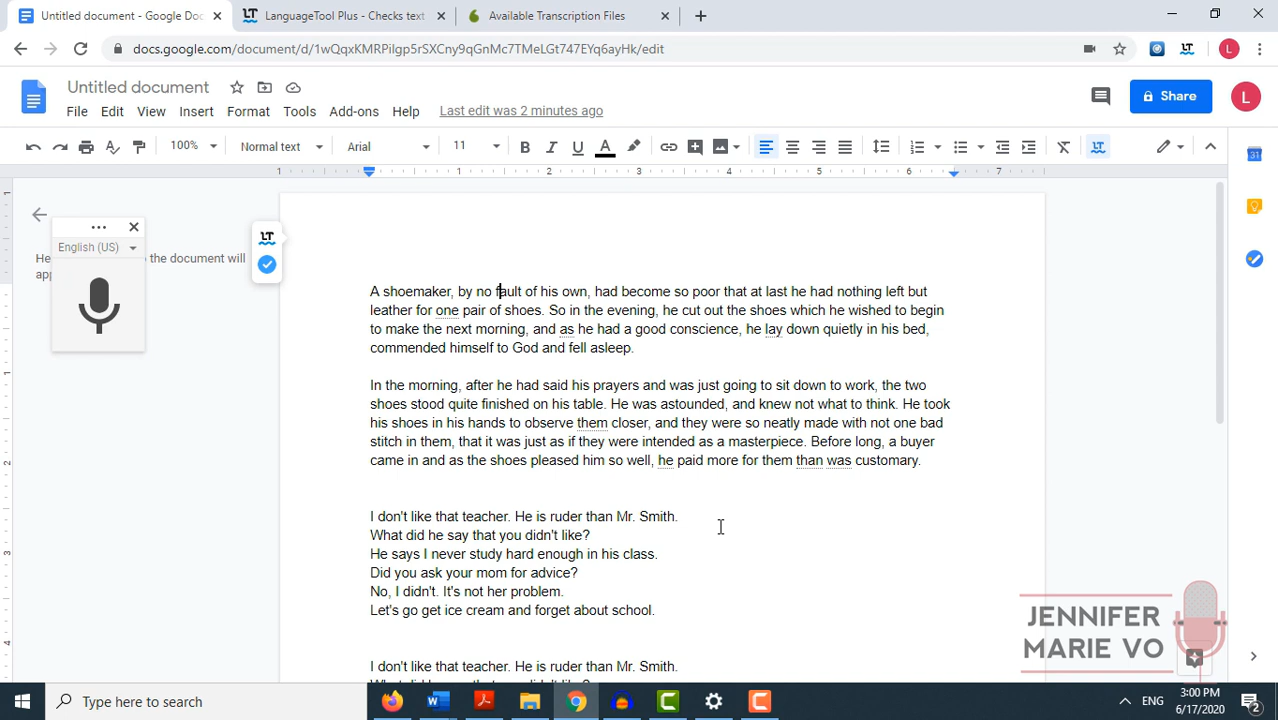 Untitled document - Google Doc
LanguageTool Plus - Checks text
Available Transcription Files
docs.google.com/document/d/1wQqxKMRPiIgp5rSXCny9qGnMc7TMeLGt747EYq6ayHk/edit
L
Untitled document
File Edit View Insert Format Tools Add-ons Help Last edit was 2 minutes ago
Share
L
100% Normal text Arial 11
1 1 2 3 4 5 6 7
English (US)
He
the document will
app
LT
A shoemaker, by no fault of his own, had become so poor that at last he had nothing left but
leather for one pair of shoes. So in the evening, he cut out the shoes which he wished to begin
to make the next morning, and as he had a good conscience, he lay down quietly in his bed,
commended himself to God and fell asleep.
In the morning, after he had said his prayers and was just going to sit down to work, the two
shoes stood quite finished on his table. He was astounded, and knew not what to think. He took
his shoes in his hands to observe them closer, and they were so neatly made with not one bad
stitch in them, that it was just as if they were intended as a masterpiece. Before long, a buyer
came in and as the shoes pleased him so well, he paid more for them than was customary.
I don't like that teacher. He is ruder than Mr. Smith.
What did he say that you didn't like?
He says I never study hard enough in his class.
Did you ask your mom for advice?
No, I didn't. It's not her problem.
Let's go get ice cream and forget about school.
I don't like that teacher. He is ruder than Mr. Smith.
JENNIFER
MARIE VO
Type here to search
ENG
3:00 PM
6/17/2020
2